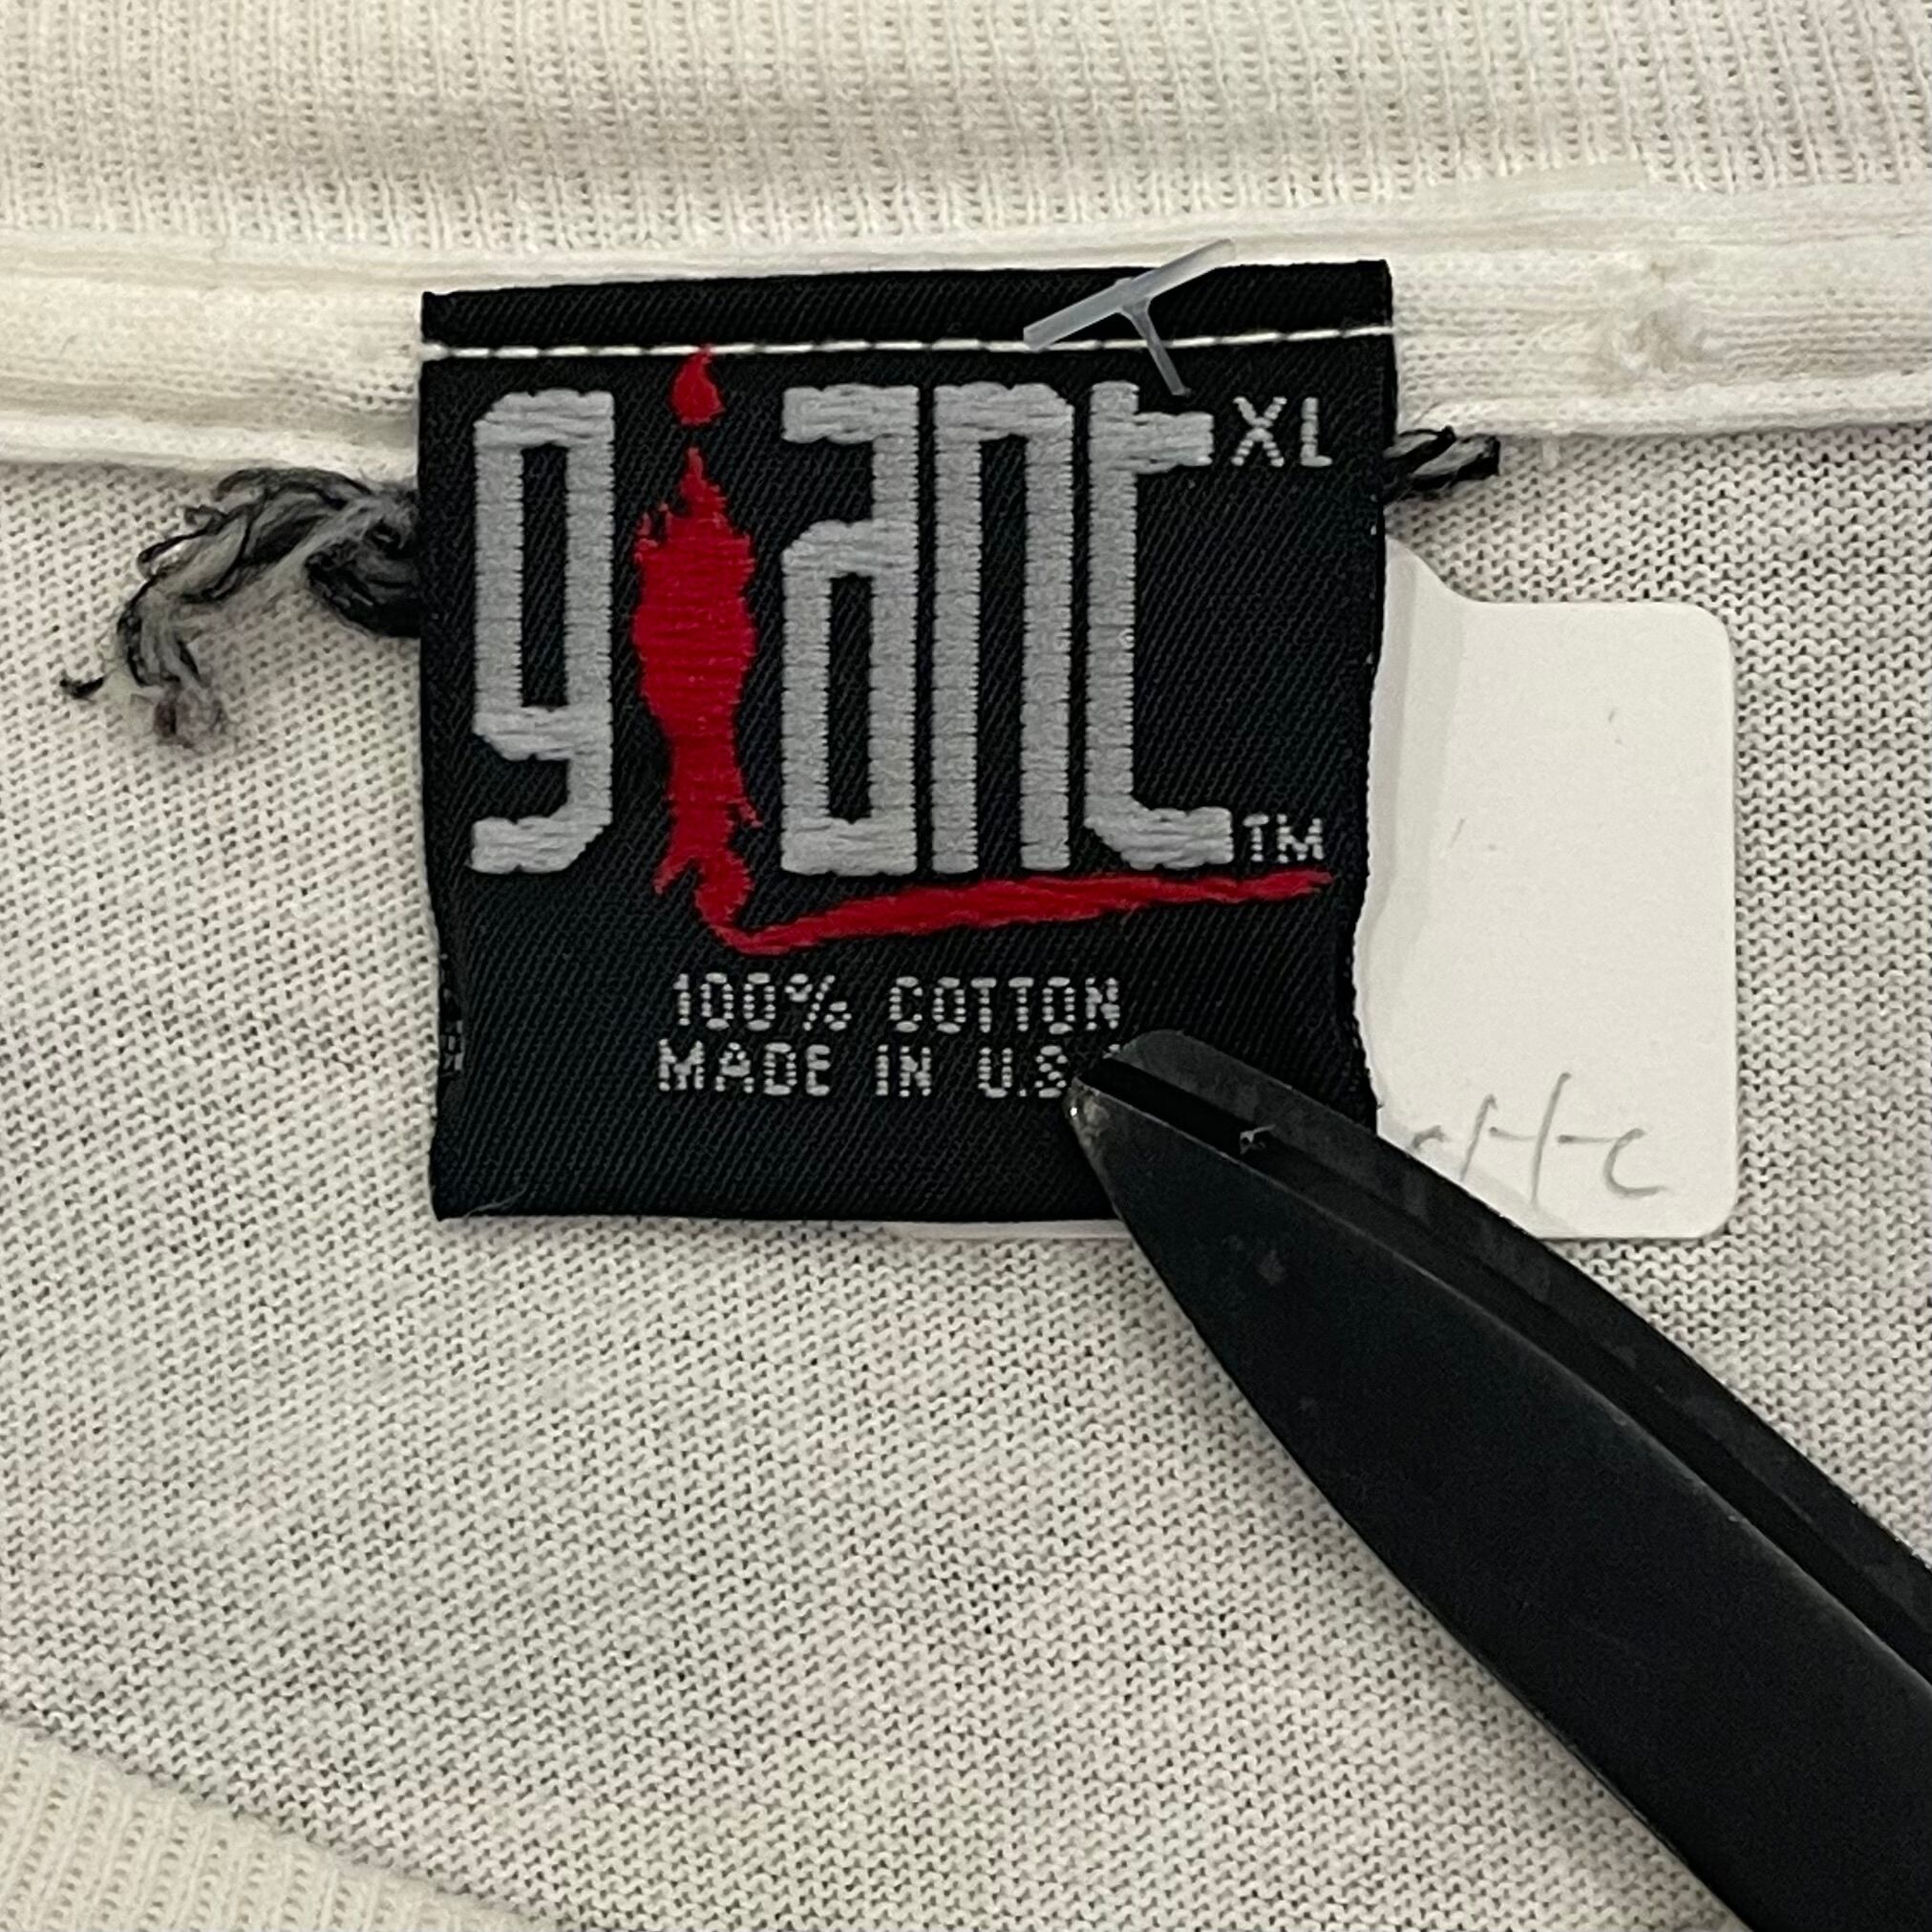 giant XL
TM
100% COTTON
MADE IN U.S